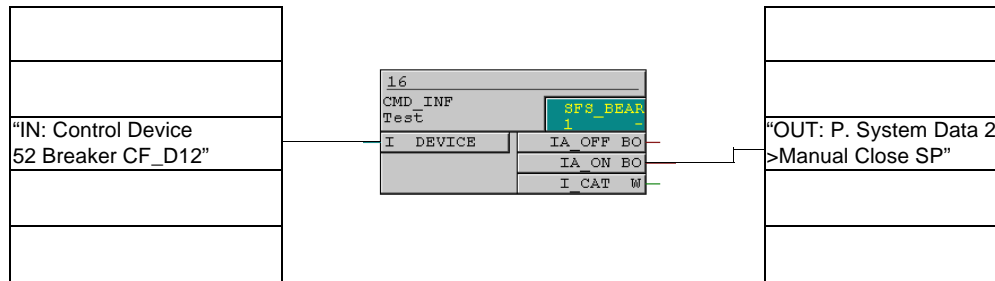 16
CMD_INF
Test
SFS_BEAR
1 -
“IN: Control Device
52 Breaker CF_D12”
I DEVICE
IA_OFF BO
IA_ON BO
I_CAT W
“OUT: P. System Data 2
>Manual Close SP”